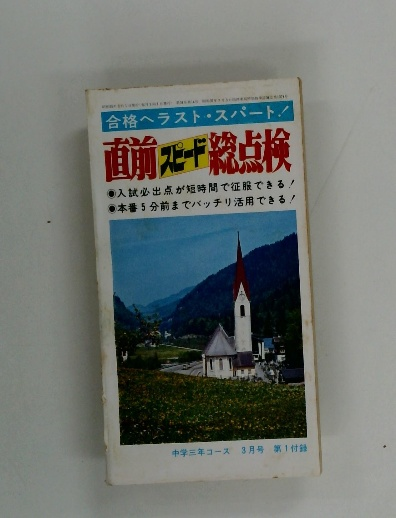 合格へラスト・スパート!
直前スピード総点検
◉入試必出点が短時間で征服できる!
◉本番5分前までバッチリ活用できる!
中学三年コース 3月号 第1付録